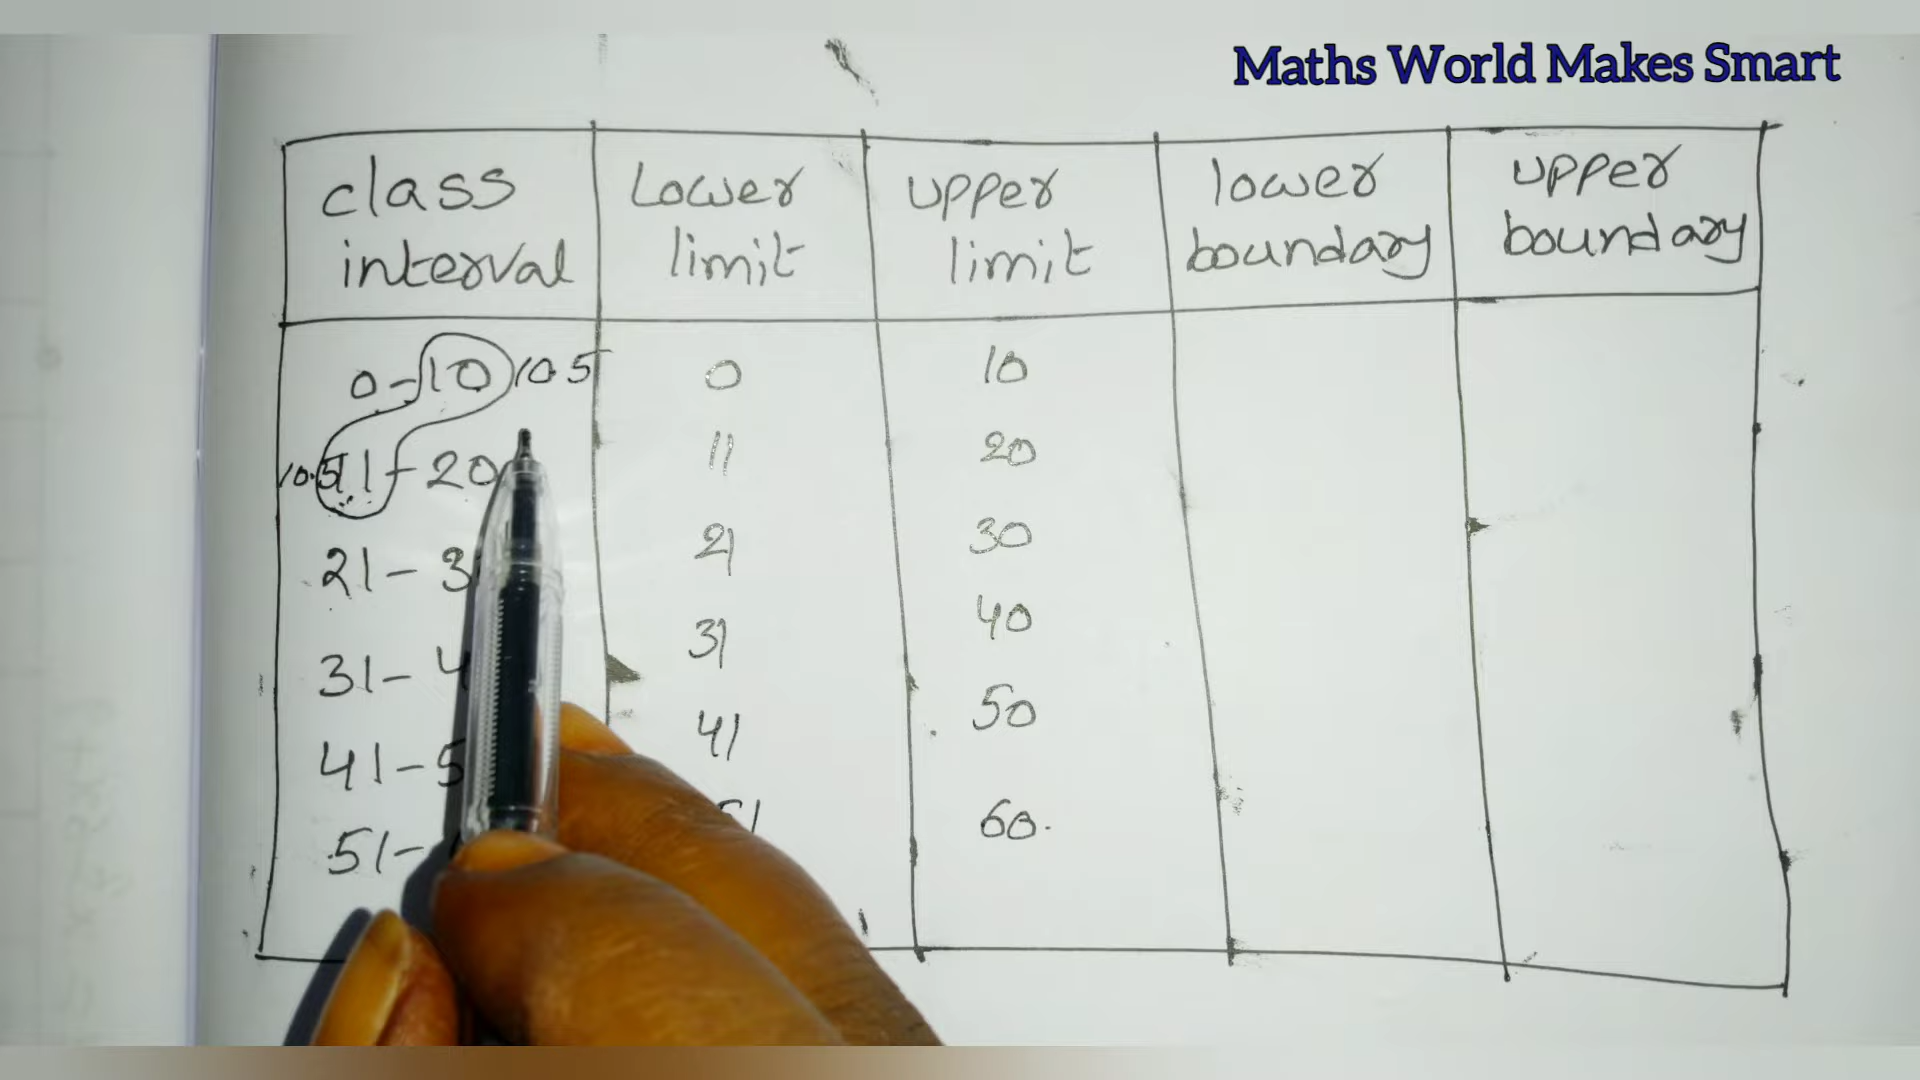 Maths World Makes Smart
class interval
Lower limit
upper limit
lower boundary
upper boundary
0-10 10.5 0 10
10.5 11-20 11 20
21-3 21 30
31-4 31 40
41-5 41 50
51- 51 60.